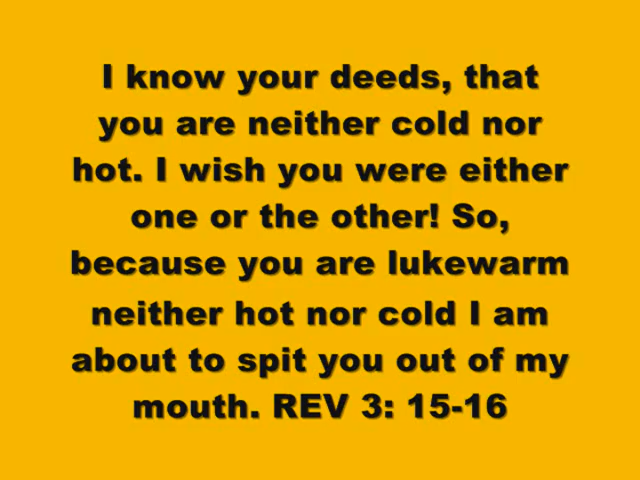 I know your deeds, that
you are neither cold nor
hot. I wish you were either
one or the other! So,
because you are lukewarm
neither hot nor cold I am
about to spit you out of my
mouth. REV 3: 15-16